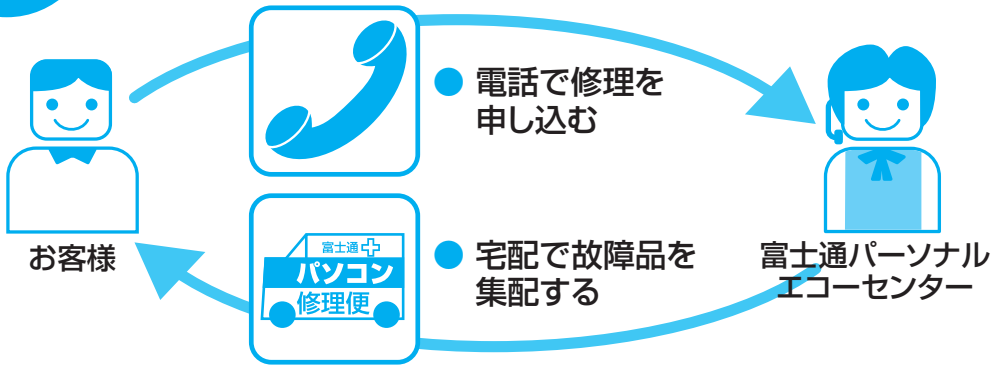 ● 電話で修理を
申し込む
お客様
富士通
パソコン
修理便
● 宅配で故障品を
集配する
富士通パーソナル
エコーセンター